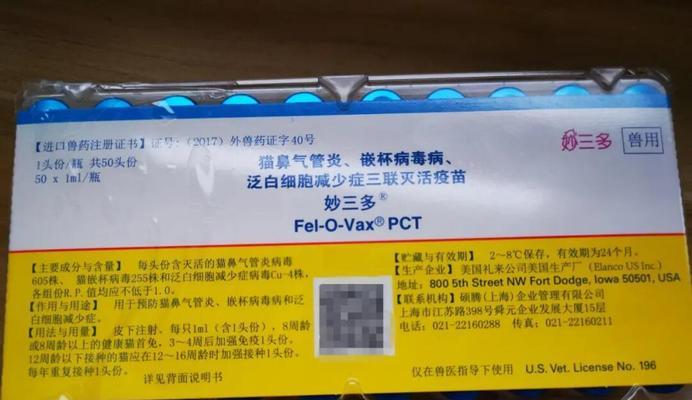 【进口兽药注册证书】证号:(2017)外兽药证字40号
1头份/瓶 共50头份
50 x 1ml/瓶
妙三多
兽用
猫鼻气管炎、嵌杯病毒病、
泛白细胞减少症三联灭活疫苗
妙三多®
Fel-O-Vax® PCT
【主要成分与含量】 每头份含灭活的猫鼻气管炎病毒
605株、猫嵌杯病毒255株和泛白细胞减少症病毒Cu-4株,
各组份R.P.值均应不低于1.0。
【作用与用途】 用于预防猫鼻气管炎、嵌杯病毒病和泛
白细胞减少症。
【用法与用量】 皮下注射,每只1ml(含1头份),8周龄
或8周龄以上的健康猫首免,3~4周后加强免疫1头份。
12周龄以下接种的猫应在12~16周龄时加强接种1头份。
每年重复接种1头份。
详见背面说明书
【贮藏与有效期】 2~8℃保存,有效期为24个月。
【生产企业】 美国礼来公司美国生产厂(Elanco US Inc.)
地址:800 5th Street NW Fort Dodge, Iowa 50501, USA
【联系机构】硕腾(上海)企业管理有限公司
上海市江苏路398号舜元企业发展大厦15层
电话:021-22160288 传真:021-22160211
仅在兽医指导下使用
U.S. Vet. License No. 196